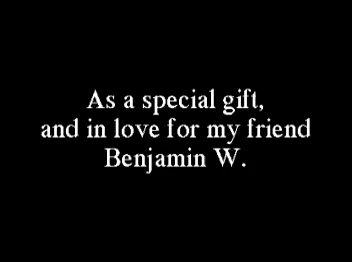 As a special gift,
and in love for my friend
Benjamin W.